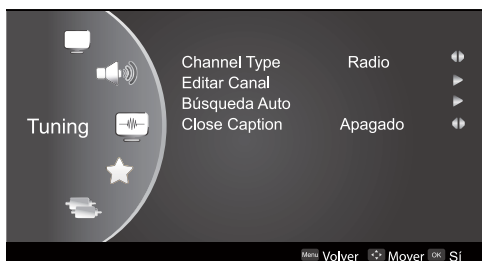 Channel Type Radio
Editar Canal
Búsqueda Auto
Tuning
Close Caption Apagado
Menu Volver Mover OK Sí